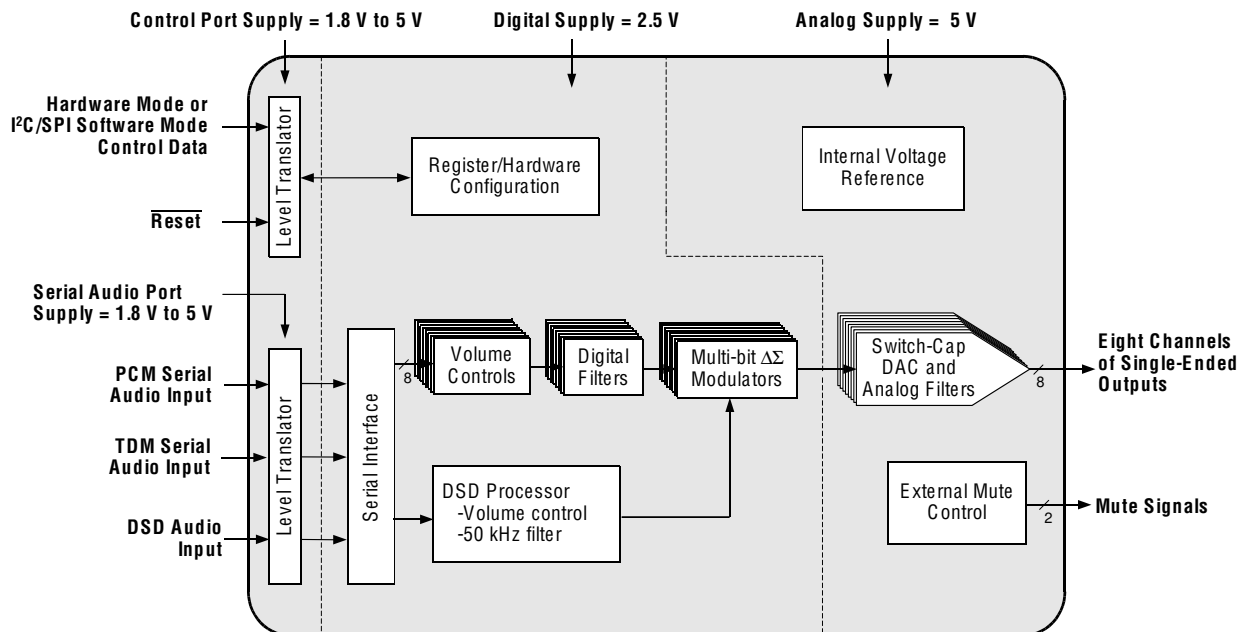 Control Port Supply = 1.8 V to 5 V
Digital Supply = 2.5 V
Analog Supply = 5 V
Hardware Mode or
I²C/SPI Software Mode
Control Data
Reset
Level Translator
Register/Hardware
Configuration
Internal Voltage
Reference
Serial Audio Port
Supply = 1.8 V to 5 V
PCM Serial
Audio Input
TDM Serial
Audio Input
DSD Audio
Input
Level Translator
Serial Interface
8
Volume
Controls
Digital
Filters
Multi-bit ΔΣ
Modulators
Switch-Cap
DAC and
Analog Filters
8
Eight Channels
of Single-Ended
Outputs
DSD Processor
-Volume control
-50 kHz filter
External Mute
Control
2
Mute Signals